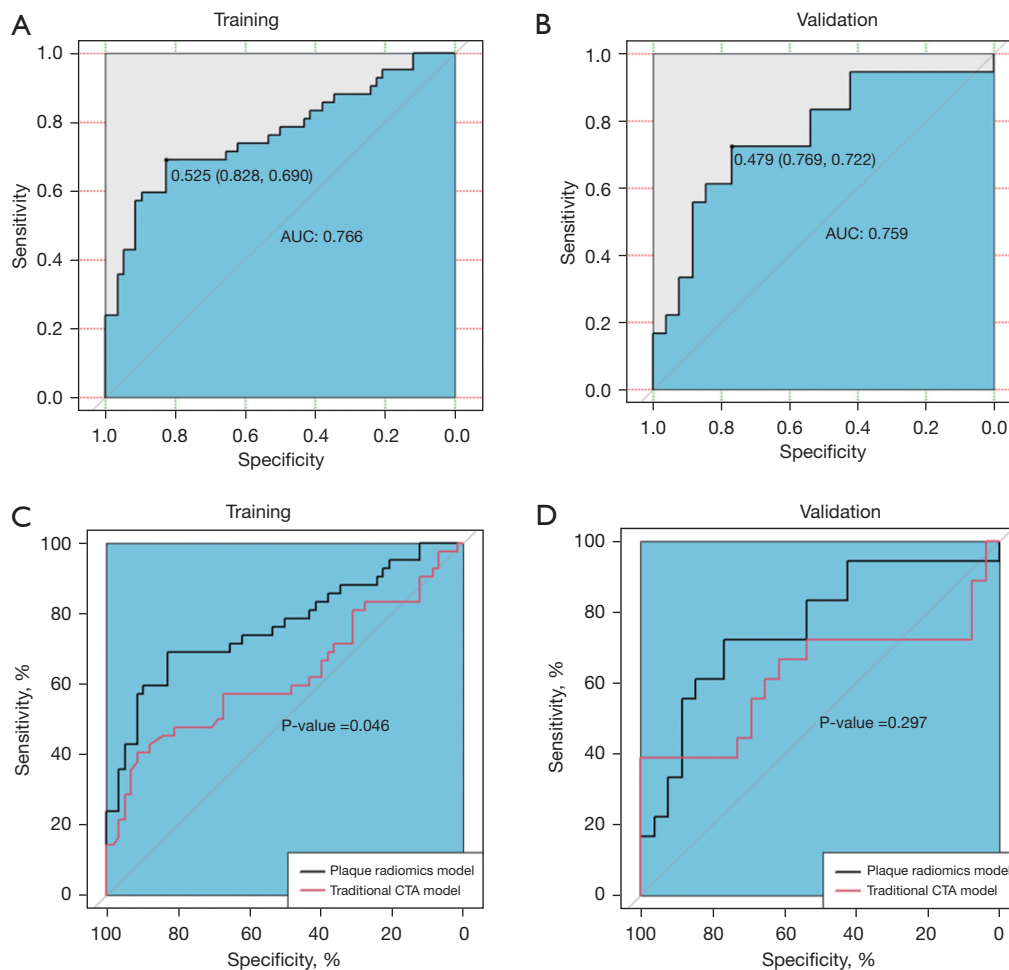 A
Training
1.0
0.8
0.6
0.4
0.2
0.0
Sensitivity
0.525 (0.828, 0.690)
AUC: 0.766
1.0 0.8 0.6 0.4 0.2 0.0
Specificity
B
Validation
1.0
0.8
0.6
0.4
0.2
0.0
Sensitivity
0.479 (0.769, 0.722)
AUC: 0.759
1.0 0.8 0.6 0.4 0.2 0.0
Specificity
C
Training
100
80
60
40
20
0
Sensitivity, %
P-value =0.046
Plaque radiomics model
Traditional CTA model
100 80 60 40 20 0
Specificity, %
D
Validation
100
80
60
40
20
0
Sensitivity, %
P-value =0.297
Plaque radiomics model
Traditional CTA model
100 80 60 40 20 0
Specificity, %